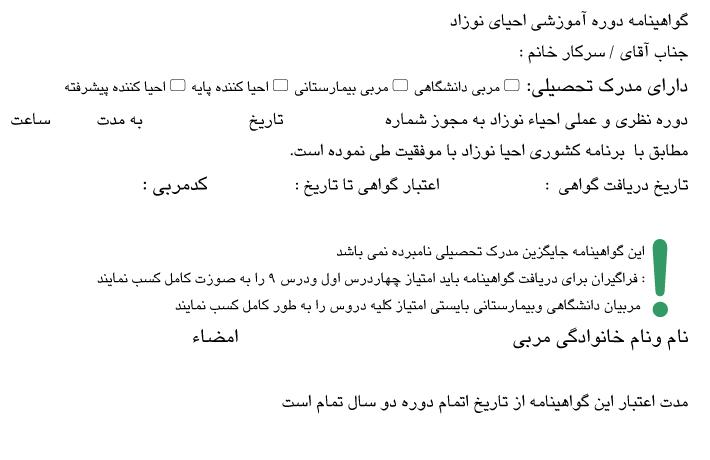 گواهینامه دوره آموزشی احیای نوزاد
جناب آقای / سرکار خانم :
دارای مدرک تحصیلی: مربی دانشگاهی مربی بیمارستانی احیا کننده پایه احیا کننده پیشرفته
دوره نظری و عملی احیاء نوزاد به مجوز شماره تاریخ به مدت ساعت
مطابق با برنامه کشوری احیا نوزاد با موفقیت طی نموده است.
تاریخ دریافت گواهی : اعتبار گواهی تا تاریخ : کدمربی :
این گواهینامه جایگزین مدرک تحصیلی نامبرده نمی باشد
: فراگیران برای دریافت گواهینامه باید امتیاز چهاردرس اول ودرس ۹ را به صوزت کامل کسب نمایند
مربیان دانشگاهی وبیمارستانی بایستی امتیاز کلیه دروس را به طور کامل کسب نمایند
نام ونام خانوادگی مربی امضاء
مدت اعتبار این گواهینامه از تاریخ اتمام دوره دو سال تمام است